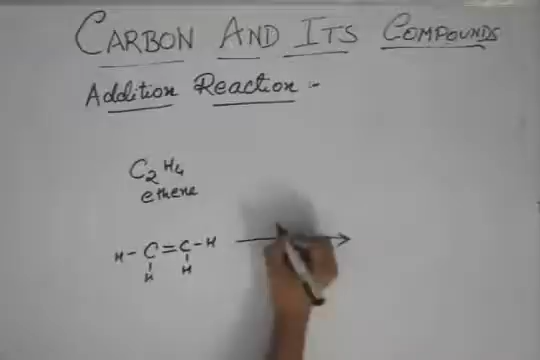 CARBON AND ITS COMPOUNDS
Addition Reaction :-
C2H4
ethene
H-C=C-H
H H